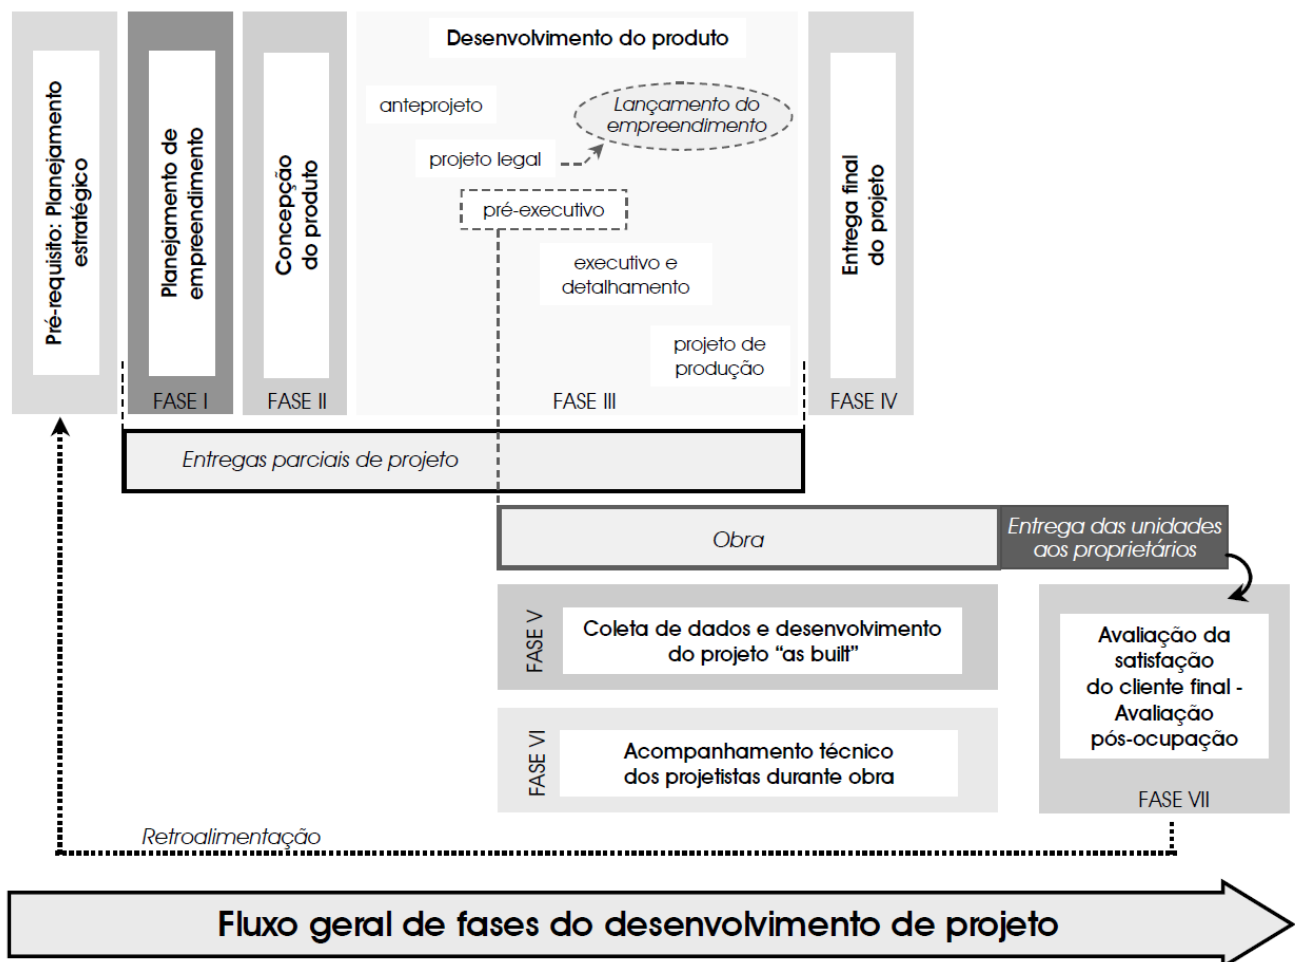 Pré-requisito: Planejamento
estratégico
Planejamento de
empreendimento
FASE I
Concepção
do produto
FASE II
Desenvolvimento do produto
anteprojeto
Lançamento do
empreendimento
projeto legal
pré-executivo
executivo e
detalhamento
projeto de
produção
FASE III
Entrega final
do projeto
FASE IV
Entregas parciais de projeto
Obra
Entrega das unidades
aos proprietários
FASE V
Coleta de dados e desenvolvimento
do projeto “as built”
FASE VI
Acompanhamento técnico
dos projetistas durante obra
Avaliação da
satisfação
do cliente final -
Avaliação
pós-ocupação
FASE VII
Retroalimentação
Fluxo geral de fases do desenvolvimento de projeto